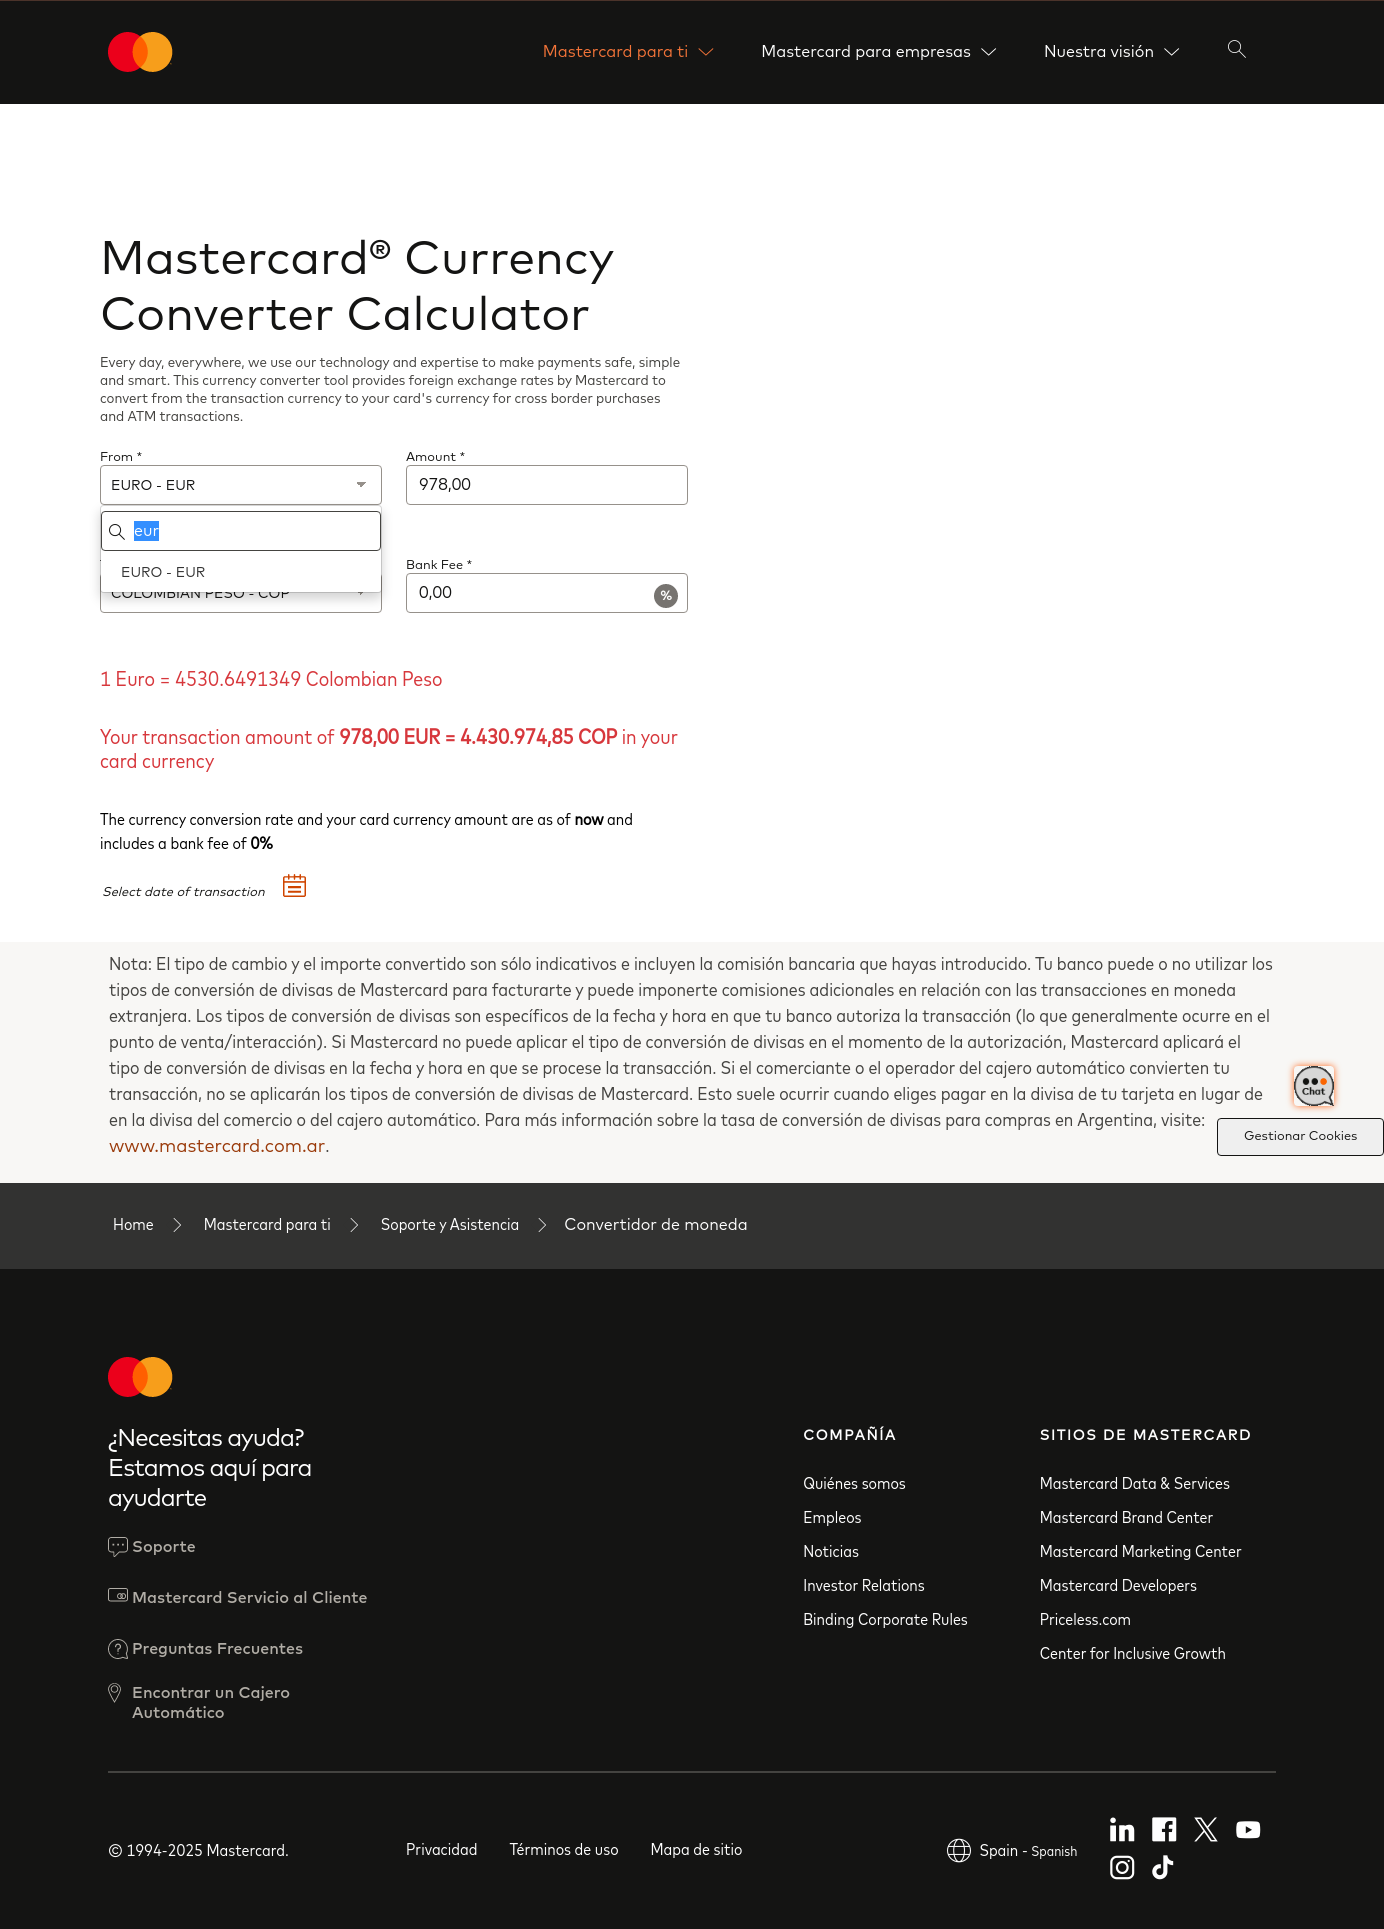 Mastercard para ti
Mastercard para empresas
Nuestra visión
Mastercard® Currency
Converter Calculator
Every day, everywhere, we use our technology and expertise to make payments safe, simple
and smart. This currency converter tool provides foreign exchange rates by Mastercard to
convert from the transaction currency to your card's currency for cross border purchases
and ATM transactions.
From *
Amount *
EURO - EUR
978,00
eur
EURO - EUR
Bank Fee *
COLOMBIAN PESO - COP
0,00
%
1 Euro = 4530.6491349 Colombian Peso
Your transaction amount of 978,00 EUR = 4.430.974,85 COP in your
card currency
The currency conversion rate and your card currency amount are as of now and
includes a bank fee of 0%
Select date of transaction
Nota: El tipo de cambio y el importe convertido son sólo indicativos e incluyen la comisión bancaria que hayas introducido. Tu banco puede o no utilizar los
tipos de conversión de divisas de Mastercard para facturarte y puede imponerte comisiones adicionales en relación con las transacciones en moneda
extranjera. Los tipos de conversión de divisas son específicos de la fecha y hora en que tu banco autoriza la transacción (lo que generalmente ocurre en el
punto de venta/interacción). Si Mastercard no puede aplicar el tipo de conversión de divisas en el momento de la autorización, Mastercard aplicará el
tipo de conversión de divisas en la fecha y hora en que se procese la transacción. Si el comerciante o el operador del cajero automático convierten tu
transacción, no se aplicarán los tipos de conversión de divisas de Mastercard. Esto suele ocurrir cuando eliges pagar en la divisa de tu tarjeta en lugar de
en la divisa del comercio o del cajero automático. Para más información sobre la tasa de conversión de divisas para compras en Argentina, visite:
www.mastercard.com.ar.
Chat
Gestionar Cookies
Home
Mastercard para ti
Soporte y Asistencia
Convertidor de moneda
¿Necesitas ayuda?
Estamos aquí para
ayudarte
Soporte
Mastercard Servicio al Cliente
Preguntas Frecuentes
Encontrar un Cajero
Automático
COMPAÑÍA
Quiénes somos
Empleos
Noticias
Investor Relations
Binding Corporate Rules
SITIOS DE MASTERCARD
Mastercard Data & Services
Mastercard Brand Center
Mastercard Marketing Center
Mastercard Developers
Priceless.com
Center for Inclusive Growth
© 1994-2025 Mastercard.
Privacidad
Términos de uso
Mapa de sitio
Spain - Spanish